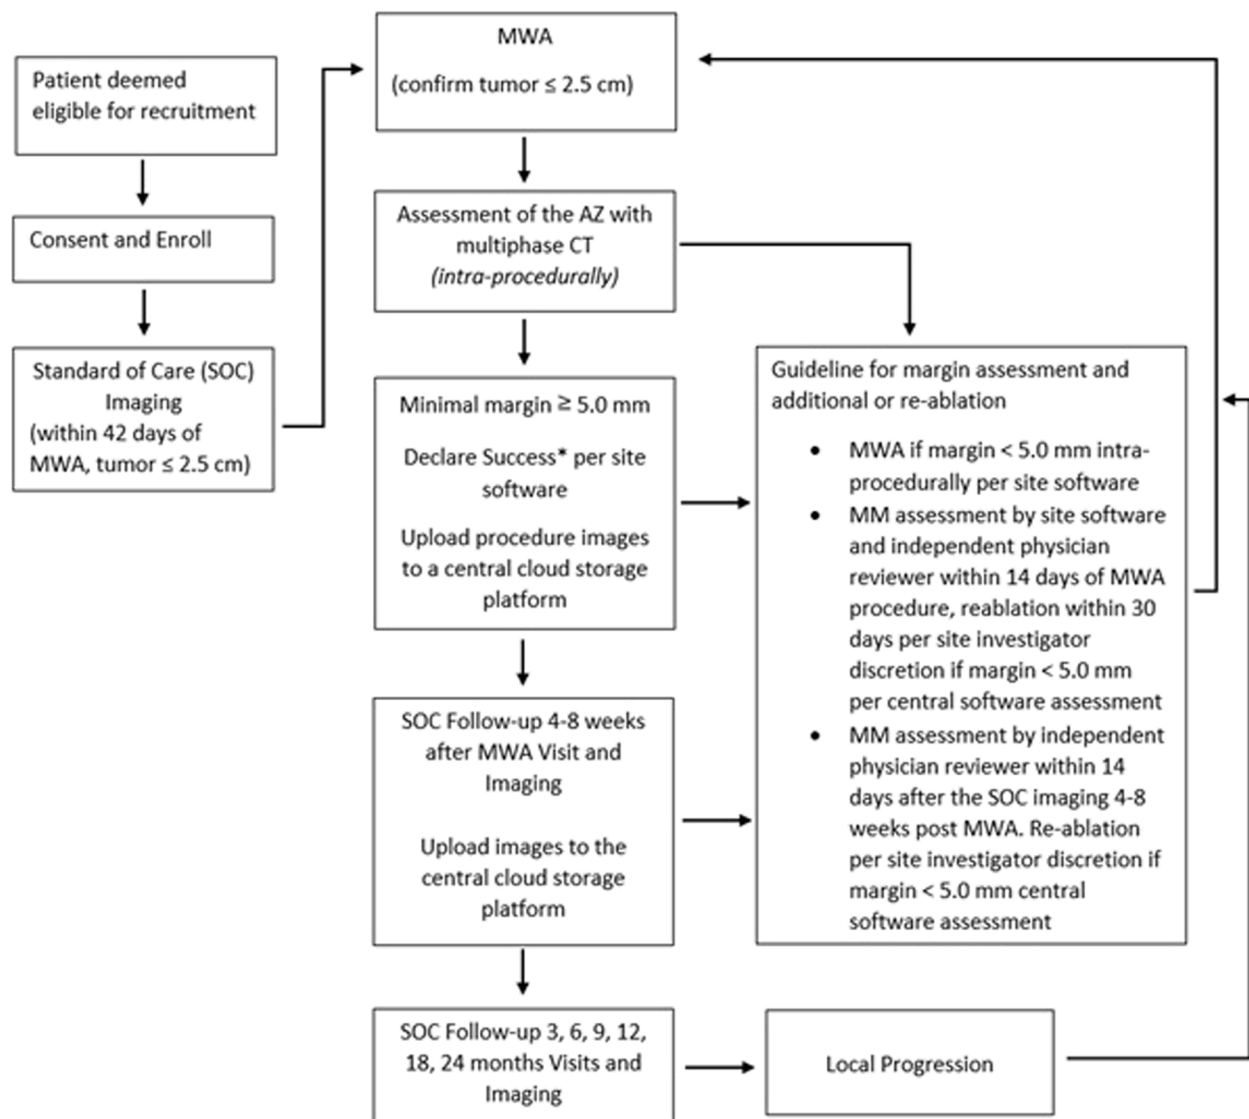 Patient deemed
eligible for recruitment
Consent and Enroll
Standard of Care (SOC)
Imaging
(within 42 days of
MWA, tumor ≤ 2.5 cm)
MWA
(confirm tumor ≤ 2.5 cm)
Assessment of the AZ with
multiphase CT
(intra-procedurally)
Minimal margin ≥ 5.0 mm
Declare Success* per site
software
Upload procedure images
to a central cloud storage
platform
SOC Follow-up 4-8 weeks
after MWA Visit and
Imaging
Upload images to the
central cloud storage
platform
SOC Follow-up 3, 6, 9, 12,
18, 24 months Visits and
Imaging
Guideline for margin assessment and
additional or re-ablation
• MWA if margin < 5.0 mm intra-
procedurally per site software
• MM assessment by site software
and independent physician
reviewer within 14 days of MWA
procedure, reablation within 30
days per site investigator
discretion if margin < 5.0 mm
per central software assessment
• MM assessment by independent
physician reviewer within 14
days after the SOC imaging 4-8
weeks post MWA. Re-ablation
per site investigator discretion if
margin < 5.0 mm central
software assessment
Local Progression